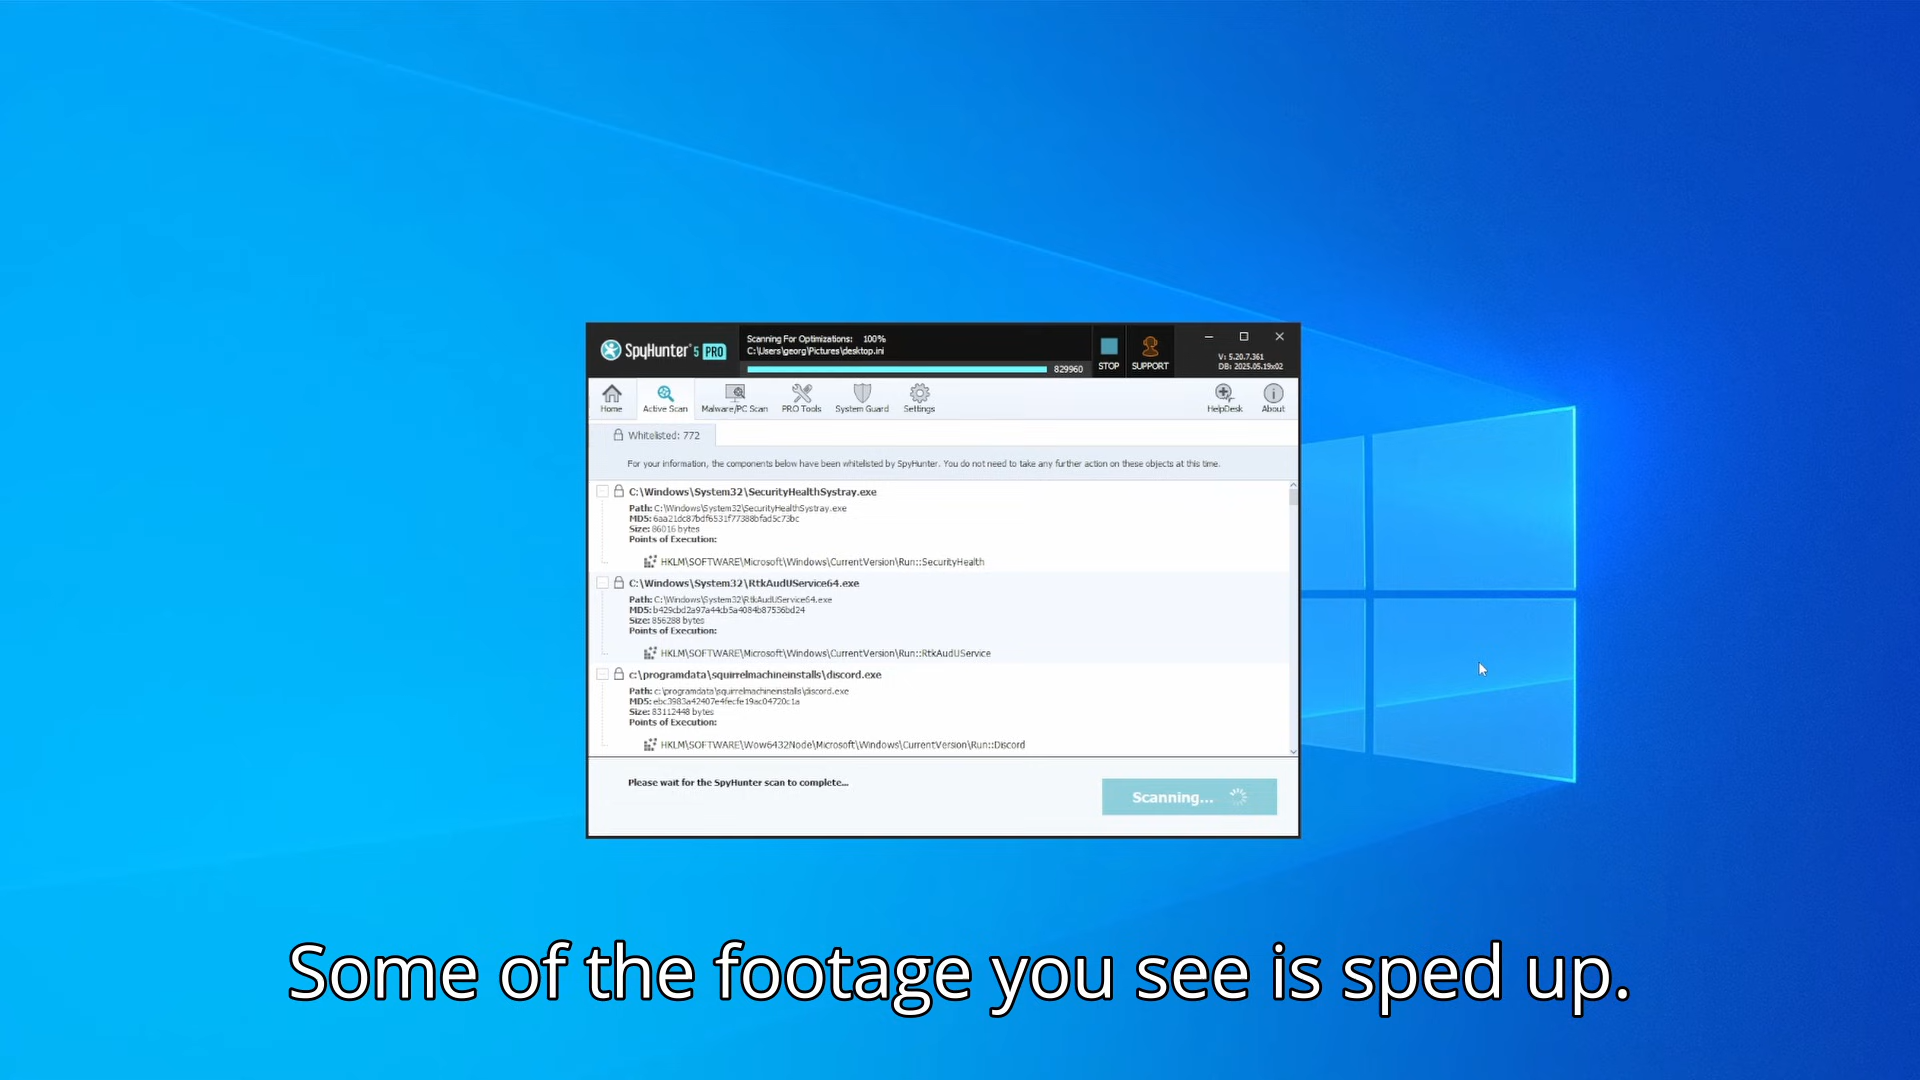 SpyHunter® 5 PRO
Scanning For Optimizations: 100%
C:\Users\georg\Pictures\desktop.ini
829960
STOP
SUPPORT
V: 5.20.7.361
DB: 2025.05.19x02
Home
Active Scan
Malware/PC Scan
PRO Tools
System Guard
Settings
HelpDesk
About
Whitelisted: 772
For your information, the components below have been whitelisted by SpyHunter. You do not need to take any further action on these objects at this time.
C:\Windows\System32\SecurityHealthSystray.exe
Path: C:\Windows\System32\SecurityHealthSystray.exe
MD5: 6aa21dc87bdf6531f77388bfad5c73bc
Size: 86016 bytes
Points of Execution:
HKLM\SOFTWARE\Microsoft\Windows\CurrentVersion\Run::SecurityHealth
C:\Windows\System32\RtkAudUService64.exe
Path: C:\Windows\System32\RtkAudUService64.exe
MD5: b429cbd2a97a44cb5a4084b87536bd24
Size: 856288 bytes
Points of Execution:
HKLM\SOFTWARE\Microsoft\Windows\CurrentVersion\Run::RtkAudUService
c:\programdata\squirrelmachineinstalls\discord.exe
Path: c:\programdata\squirrelmachineinstalls\discord.exe
MD5: ebc3983a42407e4fecfe19ac04720c1a
Size: 83112448 bytes
Points of Execution:
HKLM\SOFTWARE\Wow6432Node\Microsoft\Windows\CurrentVersion\Run::Discord
Please wait for the SpyHunter scan to complete...
Scanning...
Some of the footage you see is sped up.